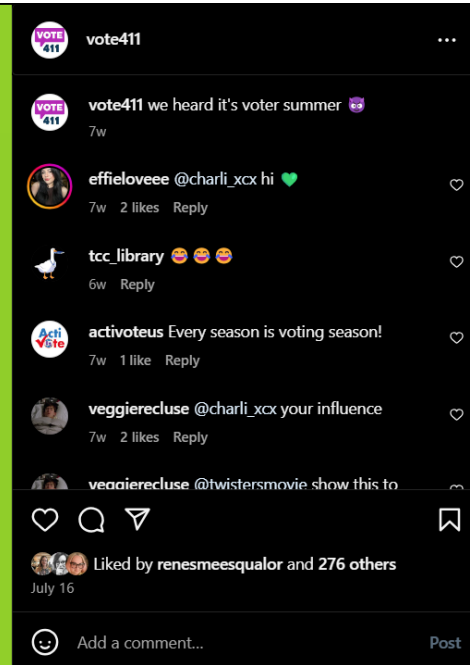 VOTE
411
vote411
VOTE
411
vote411 we heard it's voter summer 😈
7w
effieloveee @charli_xcx hi 💚
7w 2 likes Reply
tcc_library 😂 😂 😂
6w Reply
Acti
Vote
activoteus Every season is voting season!
7w 1 like Reply
veggierecluse @charli_xcx your influence
7w 2 likes Reply
veggierecluse @twistersmovie show this to
Liked by renesmeesqualor and 276 others
July 16
Add a comment...
Post